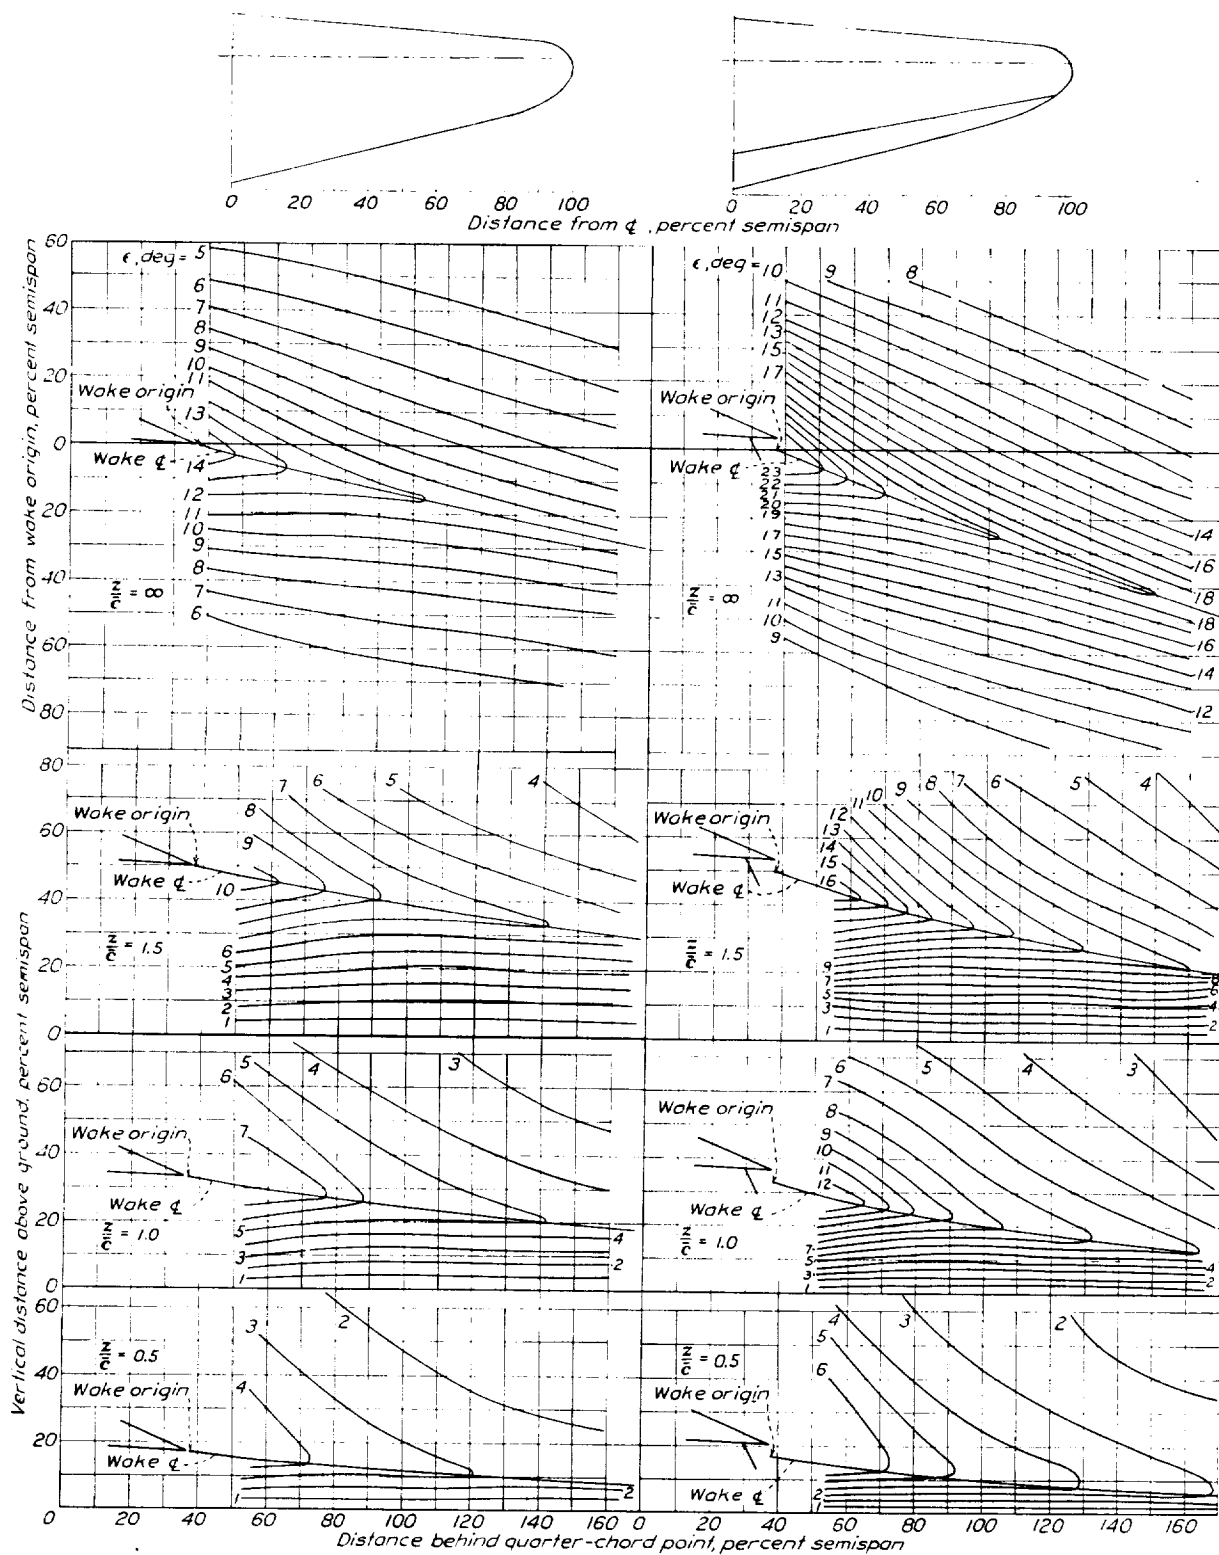 0 20 40 60 80 100 0 20 40 60 80 100
Distance from ℄, percent semispan
60 ϵ, deg = 5 ϵ, deg = 10 9 8
6 11
7 12
40 8 13
9 15
10 17
20 11
Wake origin Wake origin
13
0
Wake ℄ Wake ℄
14 23
22
12 21
20 11 20
10 19
9 17 14
8 15 16
40 7 13 18
z/c̄ = ∞ z/c̄ = ∞
6 11 18
10 16
60 9 14
12
80
Distance from wake origin, percent semispan
80
7 6 5 4 7 6 5 4
8 9 10 11 12 8 9
Wake origin Wake origin
60 9 13
14
15
Wake ℄ 10 Wake ℄ 16
40
z/c̄ = 1.5 z/c̄ = 1.5
6
20 5 9 8
4 7 6
3 5 4
2 3
0 1 1 2
6 5 4 3 6 5 4 3
60 7
8
Wake origin Wake origin
40 7 9
10
11
Wake ℄ Wake ℄ 12
20
z/c̄ = 1.0 z/c̄ = 1.0
5 4 7
3 2 5 4
0 1 3 2
1
60 3 2 4 3 2
5
z/c̄ = 0.5 z/c̄ = 0.5
40 4 6
Wake origin Wake origin
20
Wake ℄ Wake ℄
1 2 2
0 1
Vertical distance above ground, percent semispan
0 20 40 60 80 100 120 140 160 0 20 40 60 80 100 120 140 160
Distance behind quarter-chord point, percent semispan